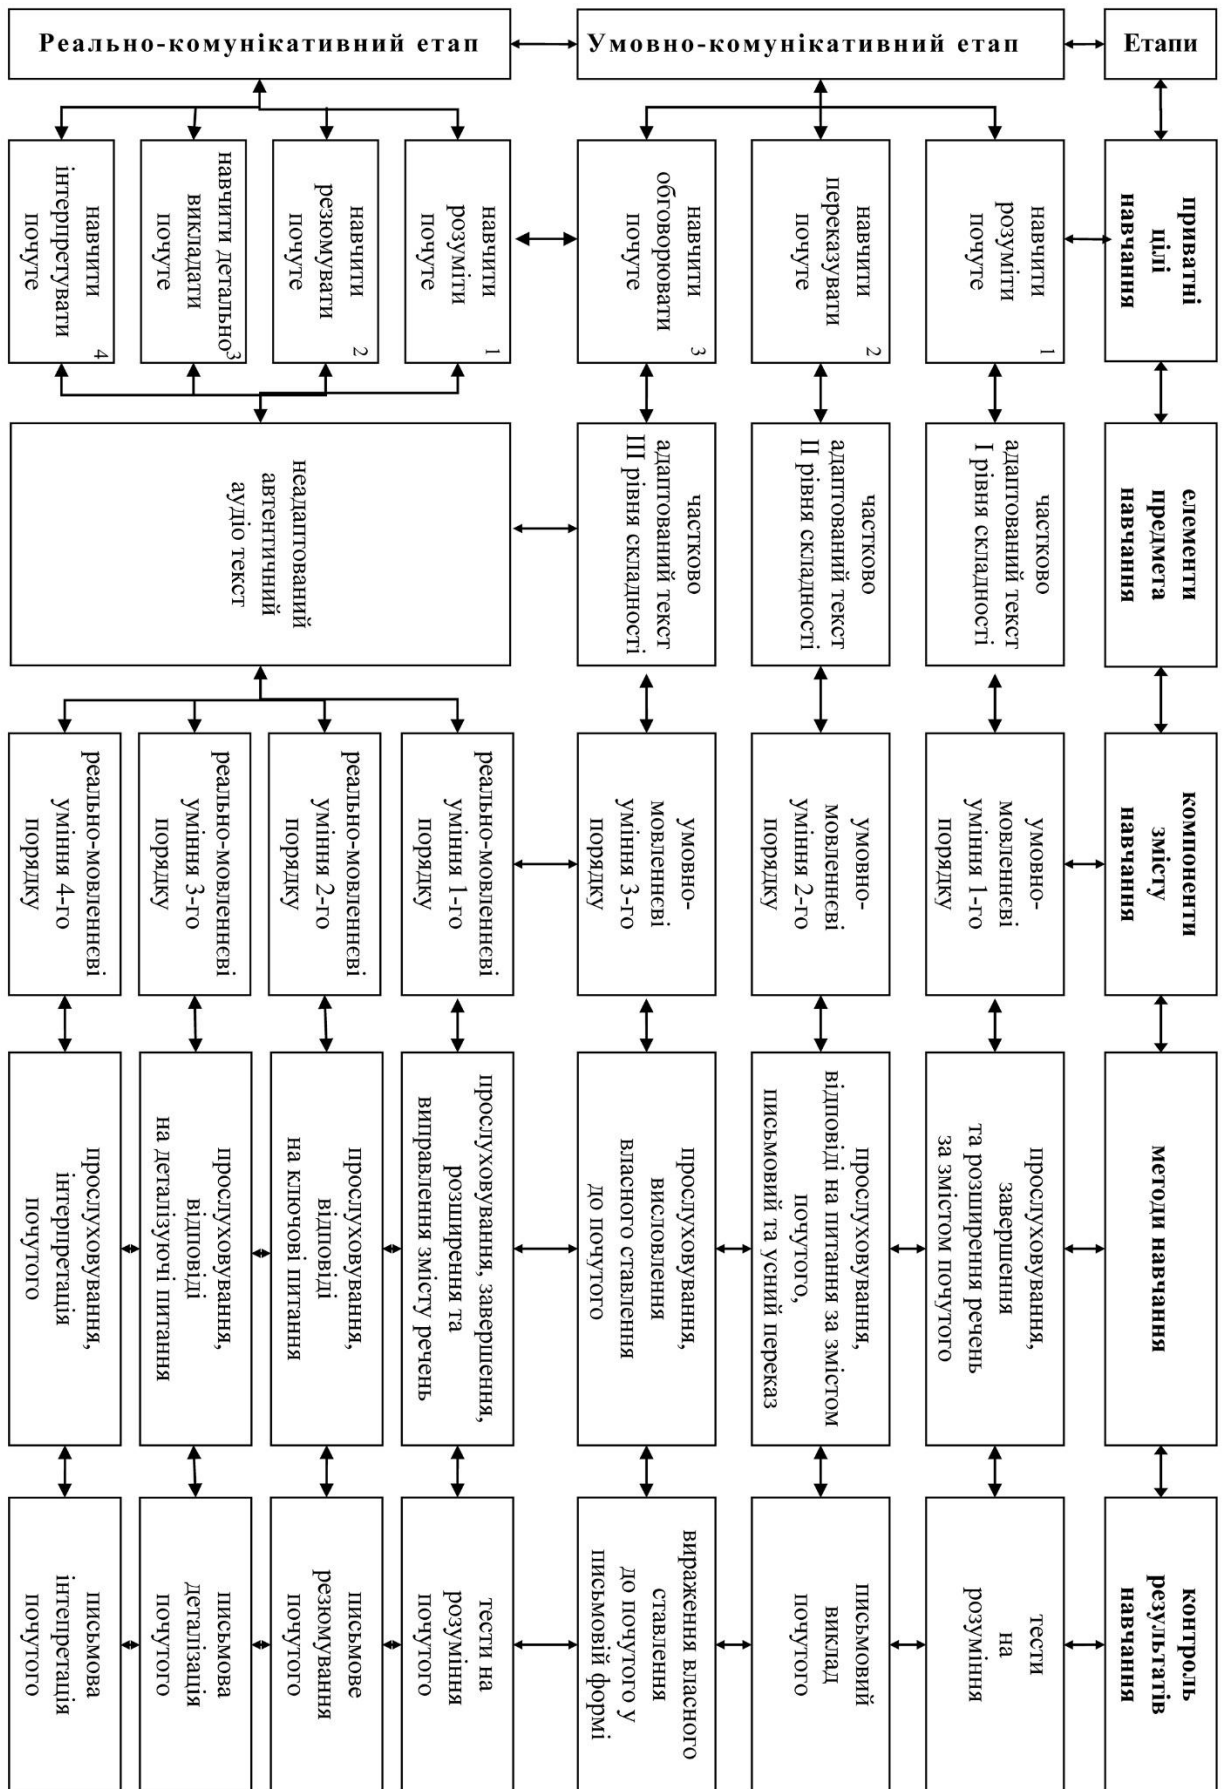 Етапи
приватні
цілі
навчання
елементи
предмета
навчання
компоненти
змісту
навчання
методи навчання
контроль
результатів
навчання
Умовно-комунікативний етап
навчити
розуміти
почуте
1
частково
адаптований текст
І рівня складності
умовно-
мовленнєві
уміння 1-го
порядку
прослуховування,
завершення
та розширення речень
за змістом почутого
тести
на
розуміння
навчити
переказувати
почуте
2
частково
адаптований текст
ІІ рівня складності
умовно-
мовленнєві
уміння 2-го
порядку
прослуховування,
відповіді на питання за змістом
почутого,
письмовий та усний переказ
письмовий
виклад
почутого
навчити
обговорювати
почуте
3
частково
адаптований текст
ІІІ рівня складності
умовно-
мовленнєві
уміння 3-го
порядку
прослуховування,
висловлення
власного ставлення
до почутого
вираження власного
ставлення
до почутого у
письмовій формі
Реально-комунікативний етап
навчити
розуміти
почуте
1
неадаптований
автентичний
аудіо текст
реально-мовленнєві
уміння 1-го
порядку
прослуховування, завершення,
розширення та
виправлення змісту речень
тести на
розуміння
почутого
навчити
резюмувати
почуте
2
реально-мовленнєві
уміння 2-го
порядку
прослуховування,
відповіді
на ключові питання
письмове
резюмування
почутого
навчити детально
викладати
почуте
3
реально-мовленнєві
уміння 3-го
порядку
прослуховування,
відповіді
на деталізуючі питання
письмова
деталізація
почутого
навчити
інтерпретувати
почуте
4
реально-мовленнєві
уміння 4-го
порядку
прослуховування,
інтерпретація
почутого
письмова
інтепретація
почутого